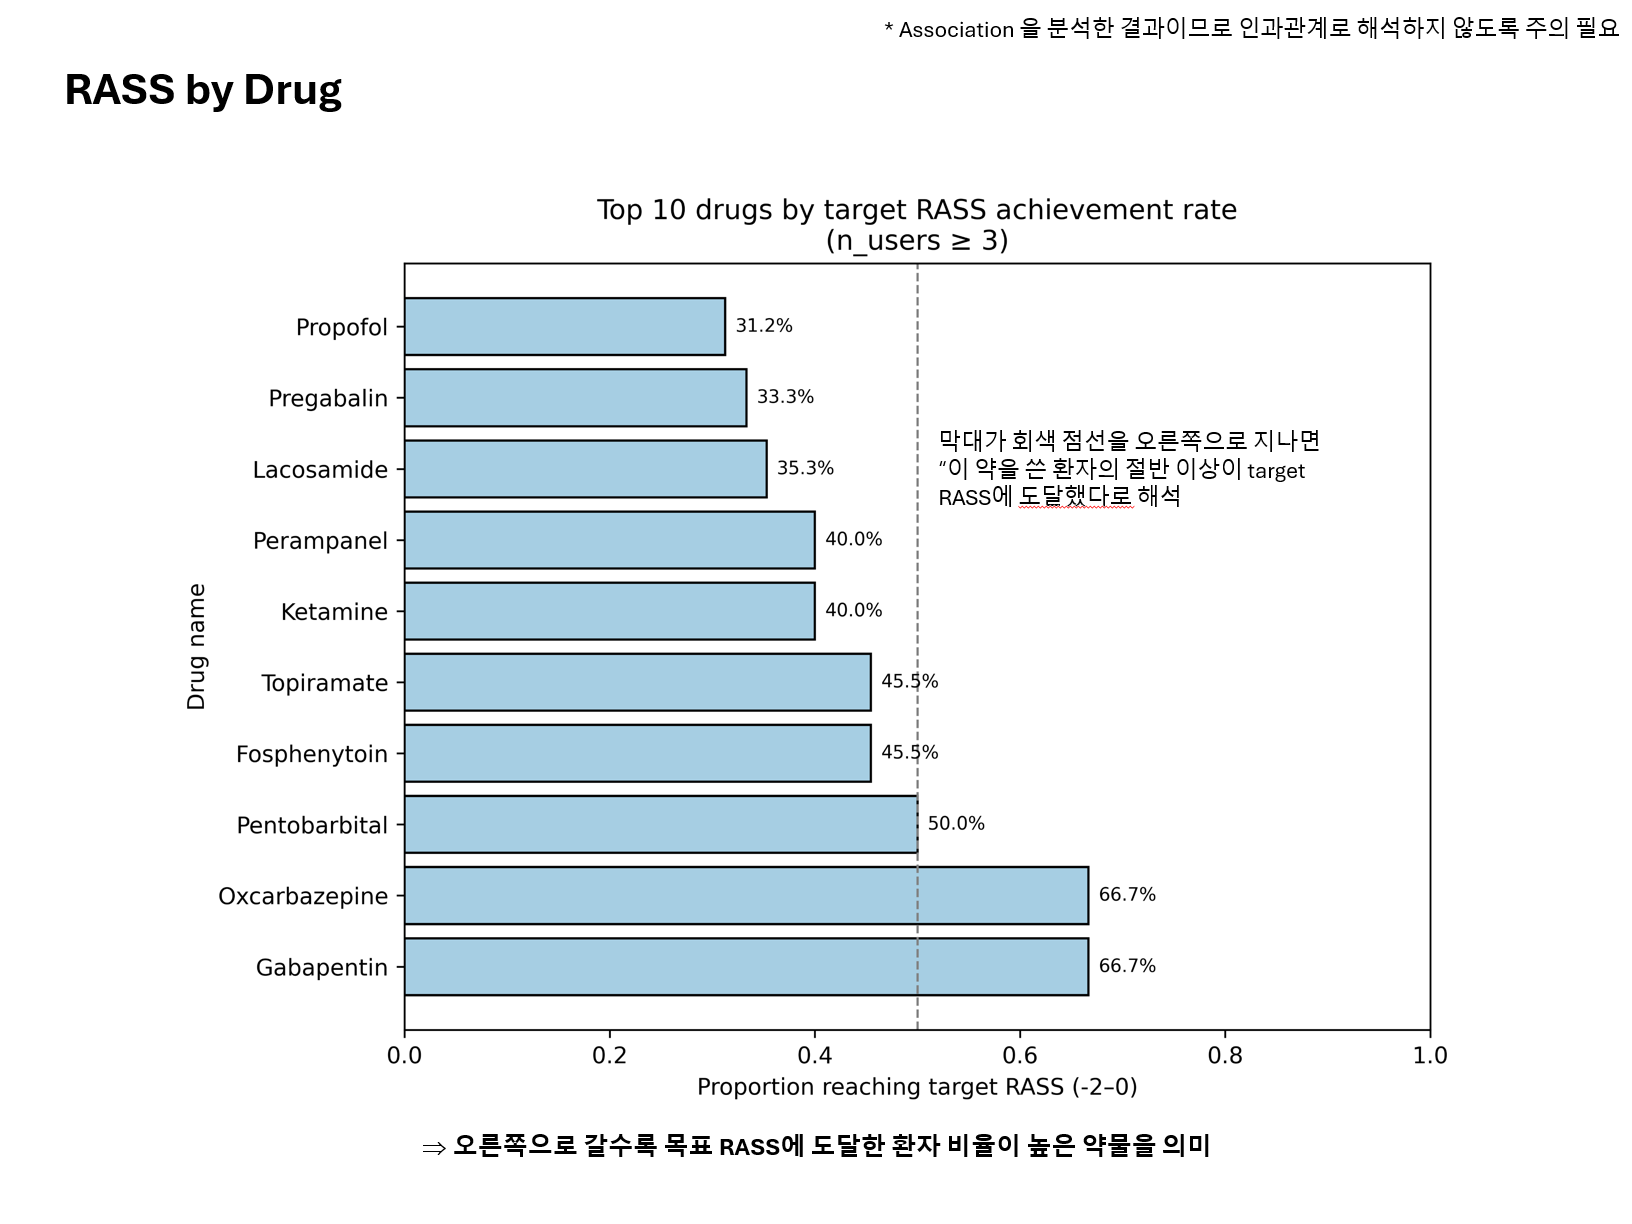 * Association 을 분석한 결과이므로 인과관계로 해석하지 않도록 주의 필요
RASS by Drug
Top 10 drugs by target RASS achievement rate
(n_users ≥ 3)
Propofol
31.2%
Pregabalin
33.3%
Lacosamide
35.3%
막대가 회색 점선을 오른쪽으로 지나면
“이 약을 쓴 환자의 절반 이상이 target
RASS에 도달했다로 해석
Perampanel
40.0%
Ketamine
40.0%
Topiramate
45.5%
Fosphenytoin
45.5%
Pentobarbital
50.0%
Oxcarbazepine
66.7%
Gabapentin
66.7%
Drug name
0.0 0.2 0.4 0.6 0.8 1.0
Proportion reaching target RASS (-2–0)
⇒ 오른쪽으로 갈수록 목표 RASS에 도달한 환자 비율이 높은 약물을 의미